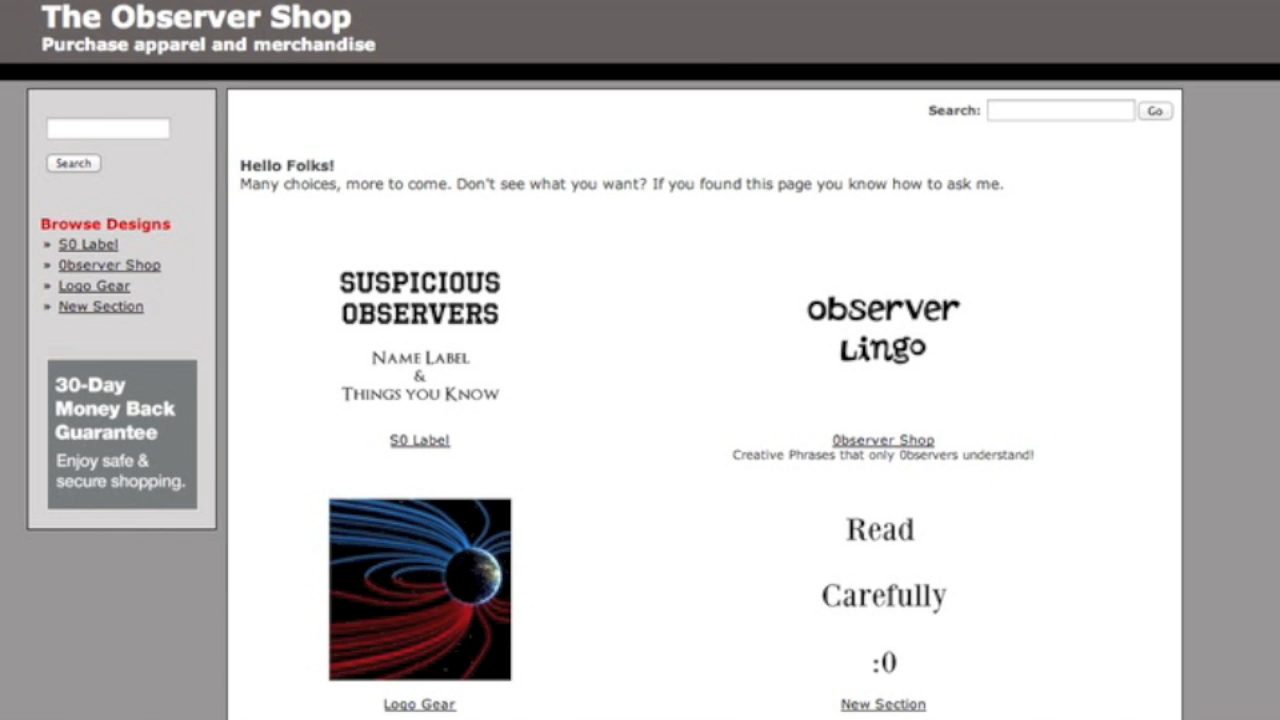 The Observer Shop
Purchase apparel and merchandise
Search
Browse Designs
» S0 Label
» 0bserver Shop
» Logo Gear
» New Section
30-Day
Money Back
Guarantee
Enjoy safe &
secure shopping.
Search: Go
Hello Folks!
Many choices, more to come. Don't see what you want? If you found this page you know how to ask me.
SUSPICIOUS
OBSERVERS
NAME LABEL
&
THINGS YOU KNOW
S0 Label
observer
Lingo
0bserver Shop
Creative Phrases that only 0bservers understand!
Logo Gear
Read
Carefully
:0
New Section